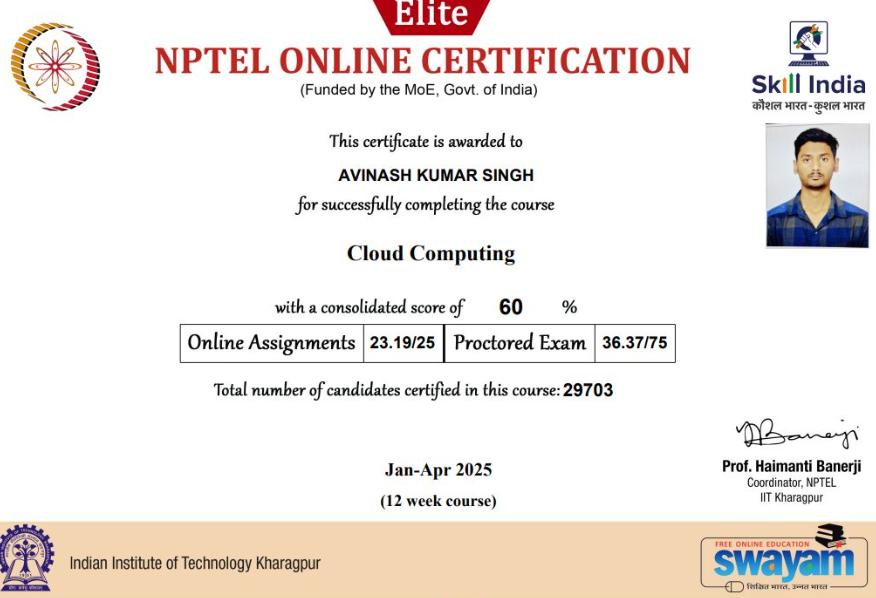 Elite
NPTEL ONLINE CERTIFICATION
(Funded by the MoE, Govt. of India)
Skill India
कौशल भारत-कुशल भारत
This certificate is awarded to
AVINASH KUMAR SINGH
for successfully completing the course
Cloud Computing
with a consolidated score of 60 %
Online Assignments 23.19/25 Proctored Exam 36.37/75
Total number of candidates certified in this course: 29703
Jan-Apr 2025
(12 week course)
Prof. Haimanti Banerji
Coordinator, NPTEL
IIT Kharagpur
Indian Institute of Technology Kharagpur
FREE ONLINE EDUCATION
swayam
शिक्षित भारत, उन्नत भारत